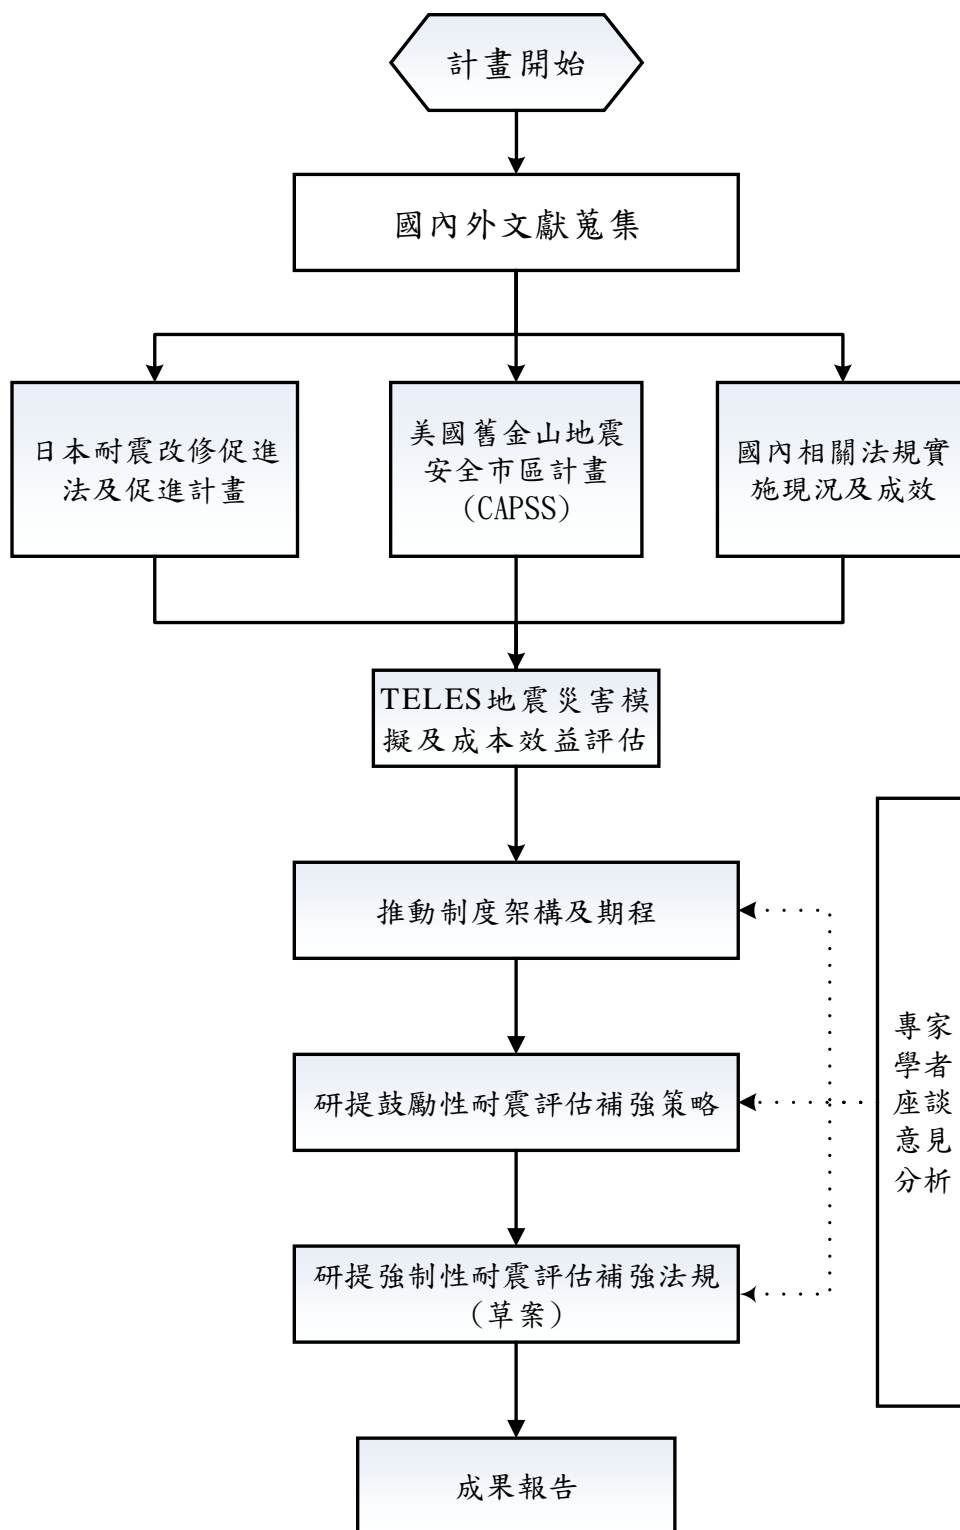 計畫開始
國內外文獻蒐集
日本耐震改修促進
法及促進計畫
美國舊金山地震
安全市區計畫
(CAPSS)
國內相關法規實
施現況及成效
TELES地震災害模
擬及成本效益評估
推動制度架構及期程
研提鼓勵性耐震評估補強策略
研提強制性耐震評估補強法規
(草案)
專家
學者
座談
意見
分析
成果報告